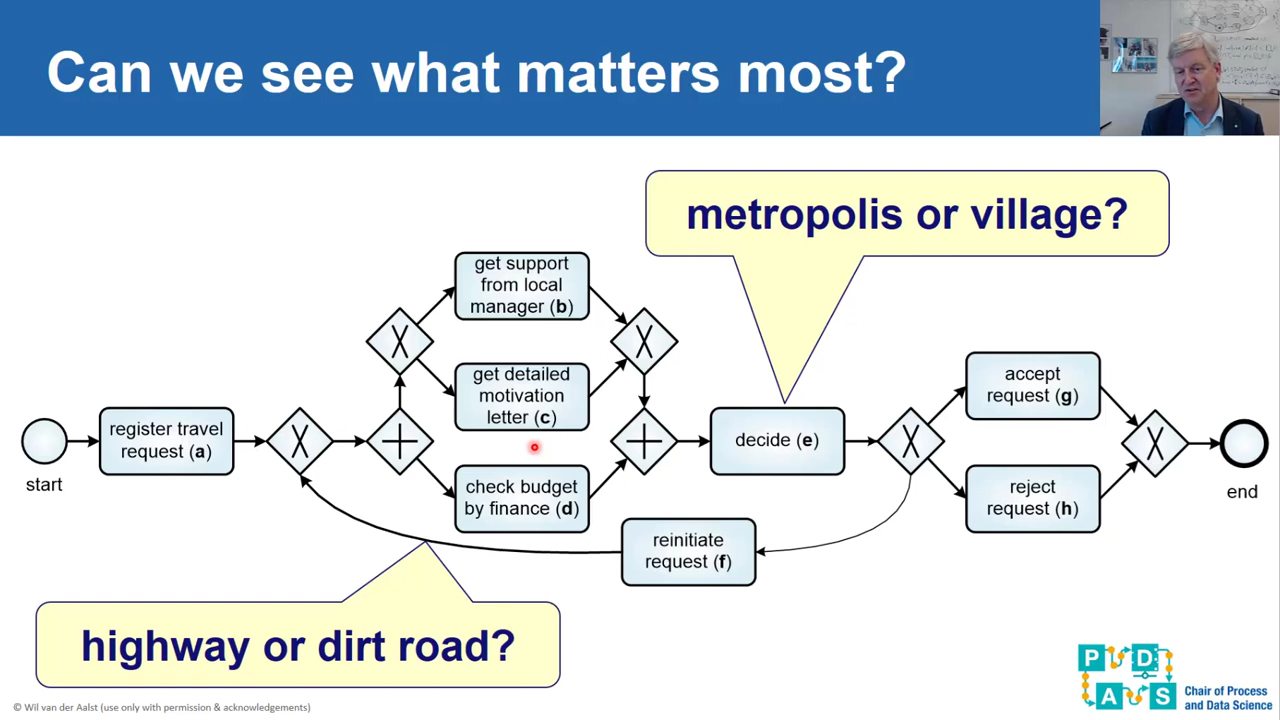 Can we see what matters most?
metropolis or village?
get support
from local
manager (b)
get detailed
motivation
letter (c)
accept
request (g)
register travel
request (a)
decide (e)
start
check budget
by finance (d)
reject
request (h)
end
reinitiate
request (f)
highway or dirt road?
P D
A S
Chair of Process
and Data Science
© Wil van der Aalst (use only with permission & acknowledgements)